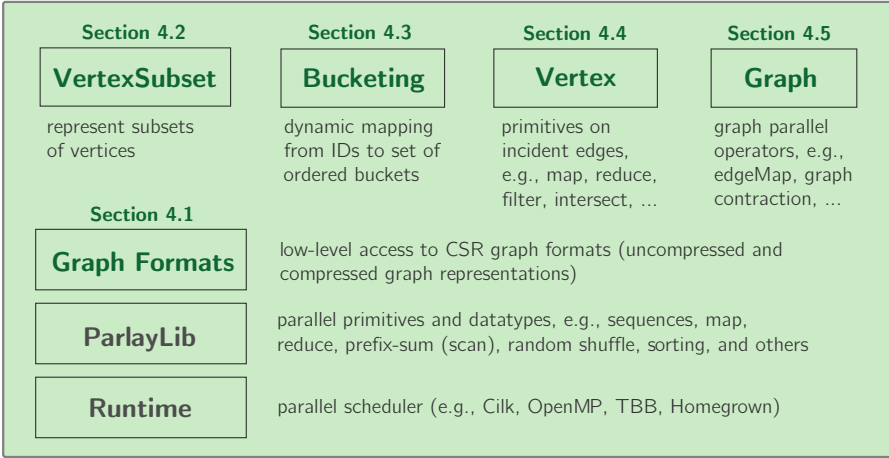 Section 4.2
VertexSubset
represent subsets
of vertices
Section 4.3
Bucketing
dynamic mapping
from IDs to set of
ordered buckets
Section 4.4
Vertex
primitives on
incident edges,
e.g., map, reduce,
filter, intersect, ...
Section 4.5
Graph
graph parallel
operators, e.g.,
edgeMap, graph
contraction, ...
Section 4.1
Graph Formats
low-level access to CSR graph formats (uncompressed and
compressed graph representations)
ParlayLib
parallel primitives and datatypes, e.g., sequences, map,
reduce, prefix-sum (scan), random shuffle, sorting, and others
Runtime
parallel scheduler (e.g., Cilk, OpenMP, TBB, Homegrown)